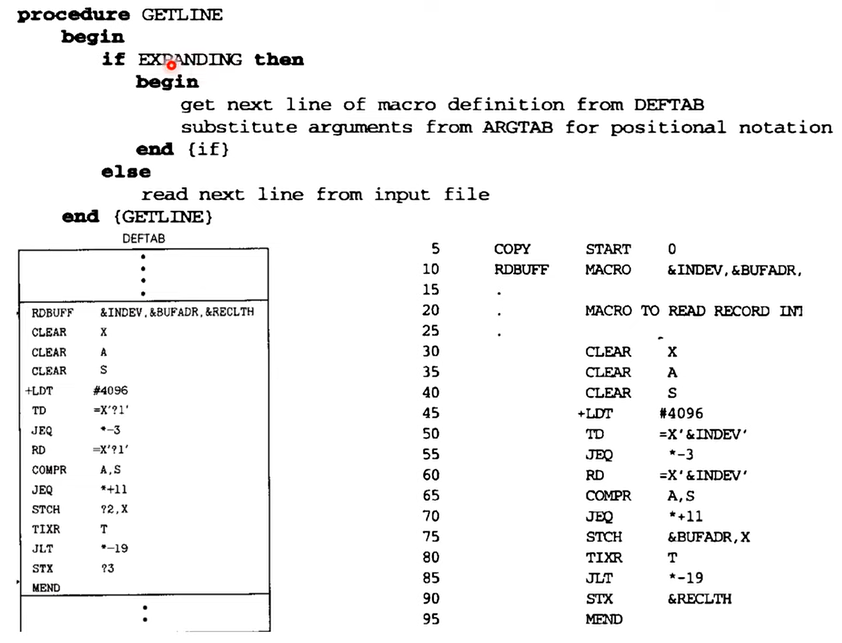 procedure GETLINE
begin
if EXPANDING then
begin
get next line of macro definition from DEFTAB
substitute arguments from ARGTAB for positional notation
end {if}
else
read next line from input file
end {GETLINE}
DEFTAB
RDBUFF &INDEV,&BUFADR,&RECLTH
CLEAR X
CLEAR A
CLEAR S
+LDT #4096
TD =X'?1'
JEQ *-3
RD =X'?1'
COMPR A,S
JEQ *+11
STCH ?2,X
TIXR T
JLT *-19
STX ?3
MEND
5 COPY START 0
10 RDBUFF MACRO &INDEV,&BUFADR,
15 .
20 . MACRO TO READ RECORD
25 .
30 CLEAR X
35 CLEAR A
40 CLEAR S
45 +LDT #4096
50 TD =X'&INDEV'
55 JEQ *-3
60 RD =X'&INDEV'
65 COMPR A,S
70 JEQ *+11
75 STCH &BUFADR,X
80 TIXR T
85 JLT *-19
90 STX &RECLTH
95 MEND